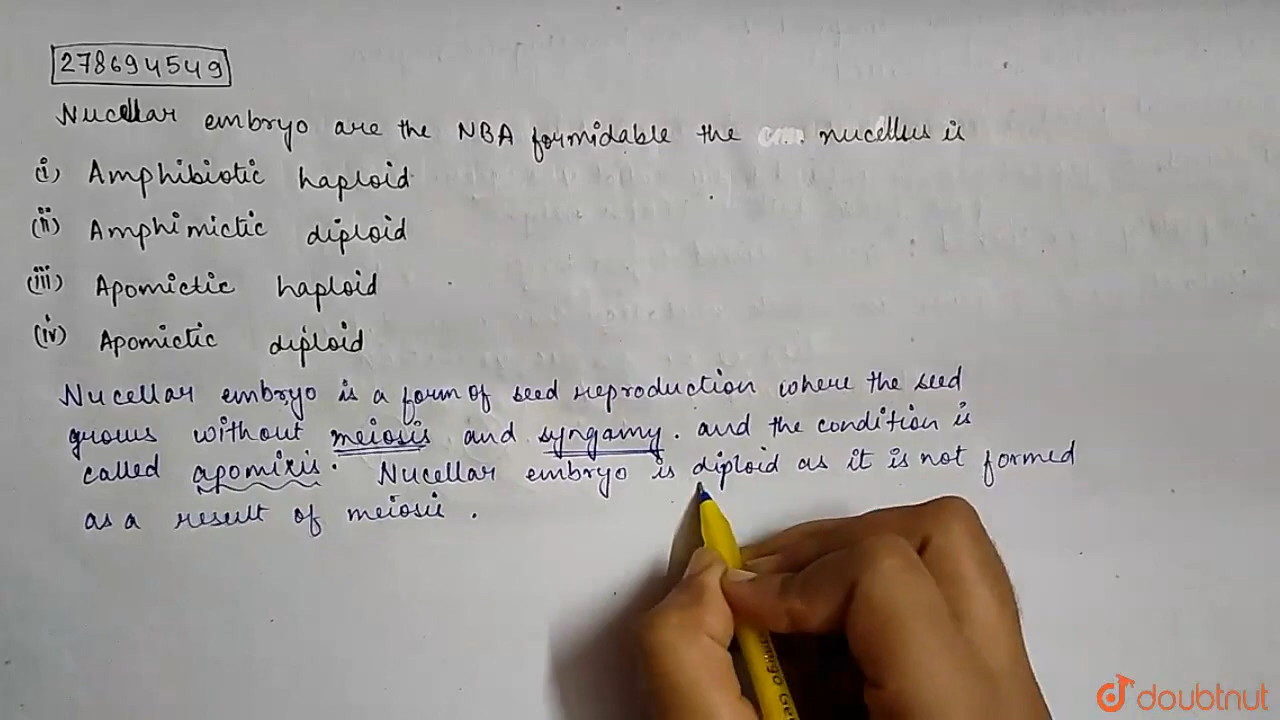 278694549
Nucellar embryo are the NBA formidable the nucellus is
(i) Amphibiotic haploid
(ii) Amphimictic diploid
(iii) Apomictic haploid
(iv) Apomictic diploid
Nucellar embryo is a form of seed reproduction where the seed
grows without meiosis and syngamy. and the condition is
called apomixis. Nucellar embryo is diploid as it is not formed
as a result of meiosis.
doubtnut